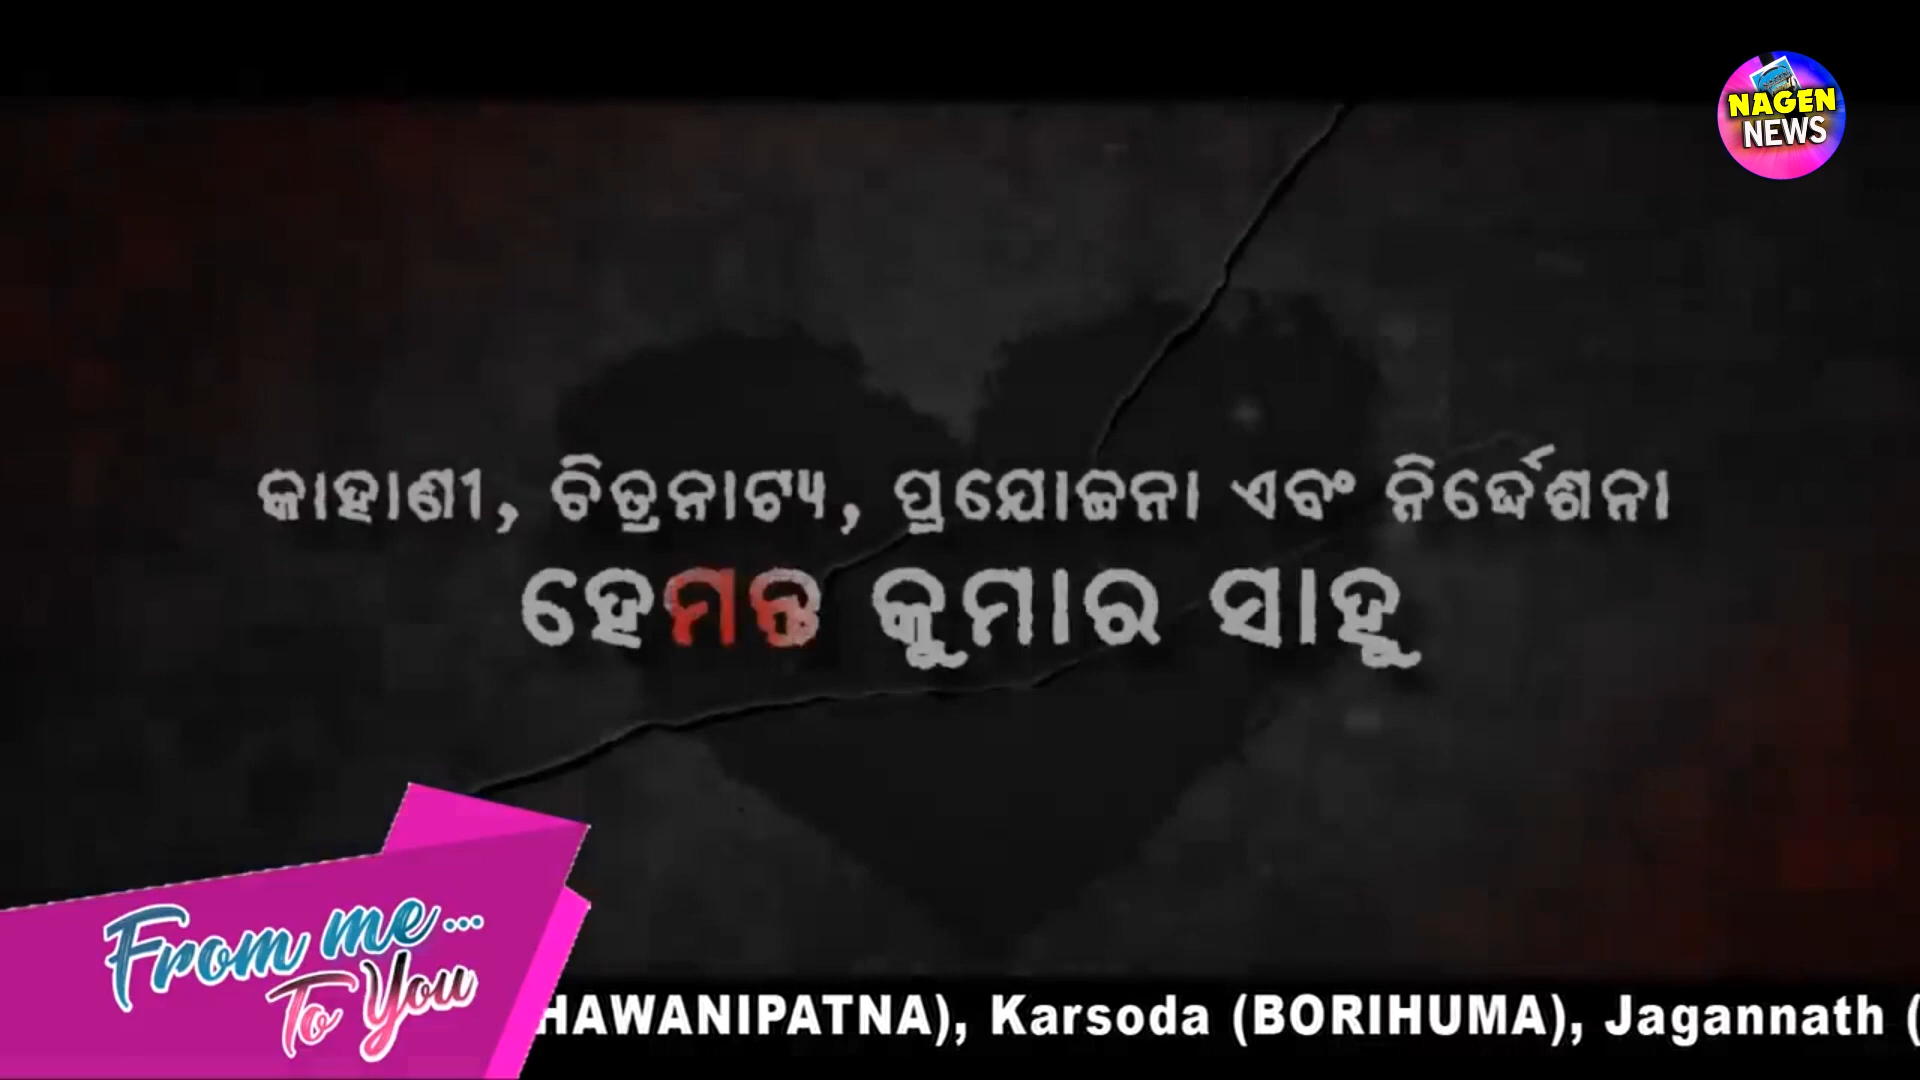 NAGEN
NEWS
କାହାଣୀ, ଚିତ୍ରନାଟ୍ୟ, ପ୍ରଯୋଜନା ଏବଂ ନିର୍ଦ୍ଦେଶନା
ହେମନ୍ତ କୁମାର ସାହୁ
From me...
To You
HAWANIPATNA), Karsoda (BORIHUMA), Jagannath (